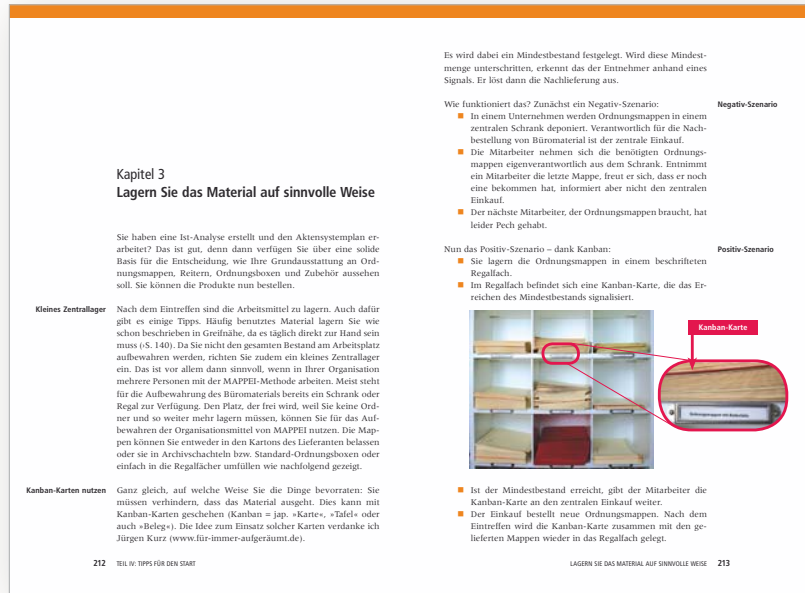 Kapitel 3
Lagern Sie das Material auf sinnvolle Weise
Sie haben eine Ist-Analyse erstellt und den Aktensystemplan er-
arbeitet? Das ist gut, denn dann verfügen Sie über eine solide
Basis für die Entscheidung, wie Ihre Grundausstattung an Ord-
nungsmappen, Reitern, Ordnungsboxen und Zubehör aussehen
soll. Sie können die Produkte nun bestellen.
Kleines Zentrallager
Nach dem Eintreffen sind die Arbeitsmittel zu lagern. Auch dafür
gibt es einige Tipps. Häufig benutztes Material lagern Sie wie
schon beschrieben in Greifnähe, da es täglich direkt zur Hand sein
muss (›S. 140). Da Sie nicht den gesamten Bestand am Arbeitsplatz
aufbewahren werden, richten Sie zudem ein kleines Zentrallager
ein. Das ist vor allem dann sinnvoll, wenn in Ihrer Organisation
mehrere Personen mit der MAPPEI-Methode arbeiten. Meist steht
für die Aufbewahrung des Büromaterials bereits ein Schrank oder
Regal zur Verfügung. Den Platz, der frei wird, weil Sie keine Ord-
ner und so weiter mehr lagern müssen, können Sie für das Auf-
bewahren der Organisationsmittel von MAPPEI nutzen. Die Map-
pen können Sie entweder in den Kartons des Lieferanten belassen
oder sie in Archivschachteln bzw. Standard-Ordnungsboxen oder
einfach in die Regalfächer umfüllen wie nachfolgend gezeigt.
Kanban-Karten nutzen
Ganz gleich, auf welche Weise Sie die Dinge bevorraten: Sie
müssen verhindern, dass das Material ausgeht. Dies kann mit
Kanban-Karten geschehen (Kanban = jap. »Karte«, »Tafel« oder
auch »Beleg«). Die Idee zum Einsatz solcher Karten verdanke ich
Jürgen Kurz (www.für-immer-aufgeräumt.de).
212 TEIL IV: TIPPS FÜR DEN START
Es wird dabei ein Mindestbestand festgelegt. Wird diese Mindest-
menge unterschritten, erkennt das der Entnehmer anhand eines
Signals. Er löst dann die Nachlieferung aus.
Wie funktioniert das? Zunächst ein Negativ-Szenario:
Negativ-Szenario
■ In einem Unternehmen werden Ordnungsmappen in einem
zentralen Schrank deponiert. Verantwortlich für die Nach-
bestellung von Büromaterial ist der zentrale Einkauf.
■ Die Mitarbeiter nehmen sich die benötigten Ordnungs-
mappen eigenverantwortlich aus dem Schrank. Entnimmt
ein Mitarbeiter die letzte Mappe, freut er sich, dass er noch
eine bekommen hat, informiert aber nicht den zentralen
Einkauf.
■ Der nächste Mitarbeiter, der Ordnungsmappen braucht, hat
leider Pech gehabt.
Nun das Positiv-Szenario – dank Kanban:
Positiv-Szenario
■ Sie lagern die Ordnungsmappen in einem beschrifteten
Regalfach.
■ Im Regalfach befindet sich eine Kanban-Karte, die das Er-
reichen des Mindestbestands signalisiert.
Kanban-Karte
■ Ist der Mindestbestand erreicht, gibt der Mitarbeiter die
Kanban-Karte an den zentralen Einkauf weiter.
■ Der Einkauf bestellt neue Ordnungsmappen. Nach dem
Eintreffen wird die Kanban-Karte zusammen mit den ge-
lieferten Mappen wieder in das Regalfach gelegt.
LAGERN SIE DAS MATERIAL AUF SINNVOLLE WEISE 213